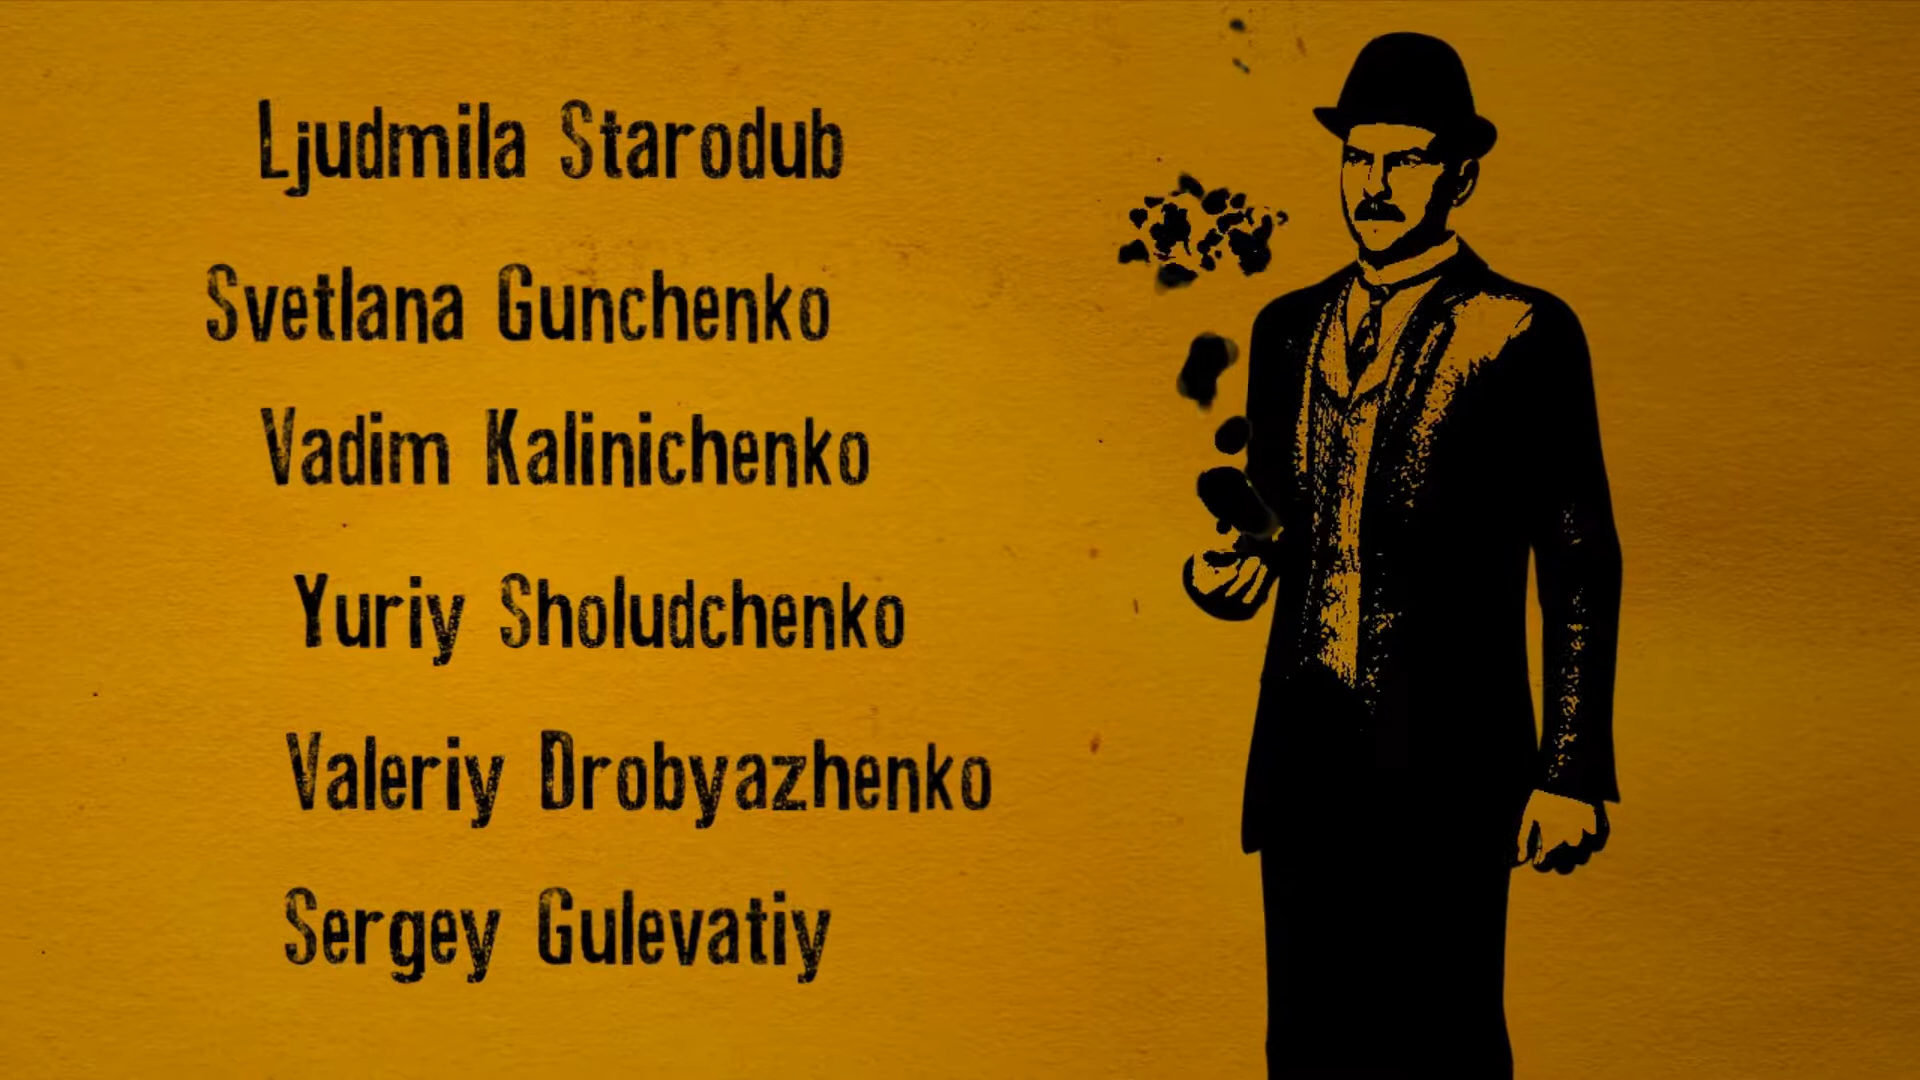 Ljudmila Starodub
Svetlana Gunchenko
Vadim Kalinichenko
Yuriy Sholudchenko
Valeriy Drobyazhenko
Sergey Gulevatiy